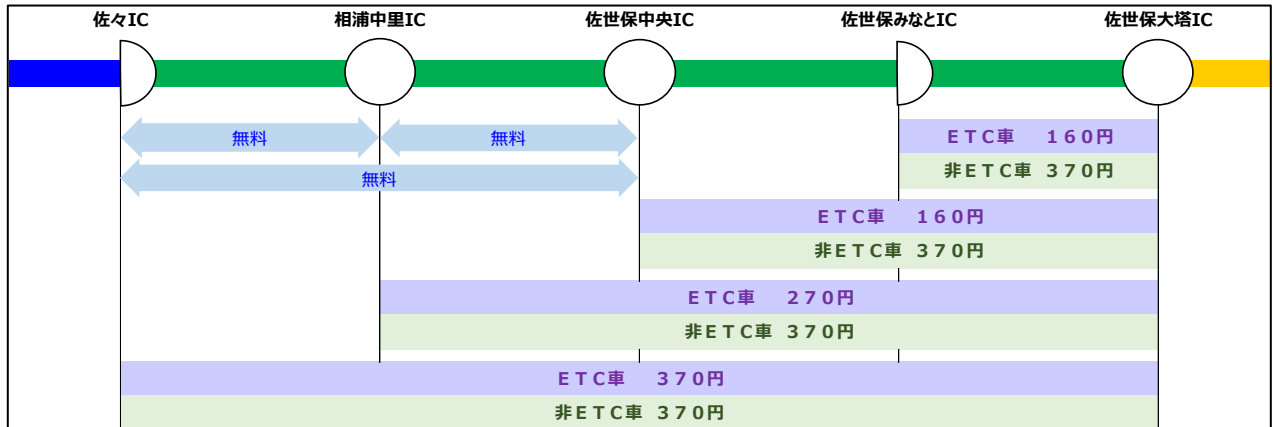 佐々IC 相浦中里IC 佐世保中央IC 佐世保みなとIC 佐世保大塔IC
無料 無料 ETC車 160円
無料 非ETC車 370円
ETC車 160円
非ETC車 370円
ETC車 270円
非ETC車 370円
ETC車 370円
非ETC車 370円